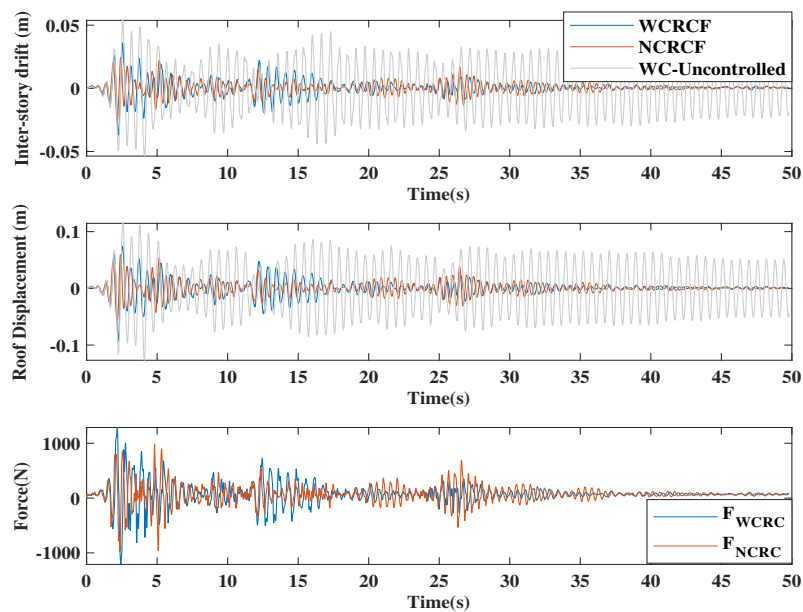 Inter-story drift (m)
0.05
0
-0.05
WCRCF
NCRCF
WC-Uncontrolled
0 5 10 15 20 25 30 35 40 45 50
Time(s)
Roof Displacement (m)
0.1
0
-0.1
0 5 10 15 20 25 30 35 40 45 50
Time(s)
Force(N)
1000
0
-1000
F_WCRC
F_NCRC
0 5 10 15 20 25 30 35 40 45 50
Time(s)